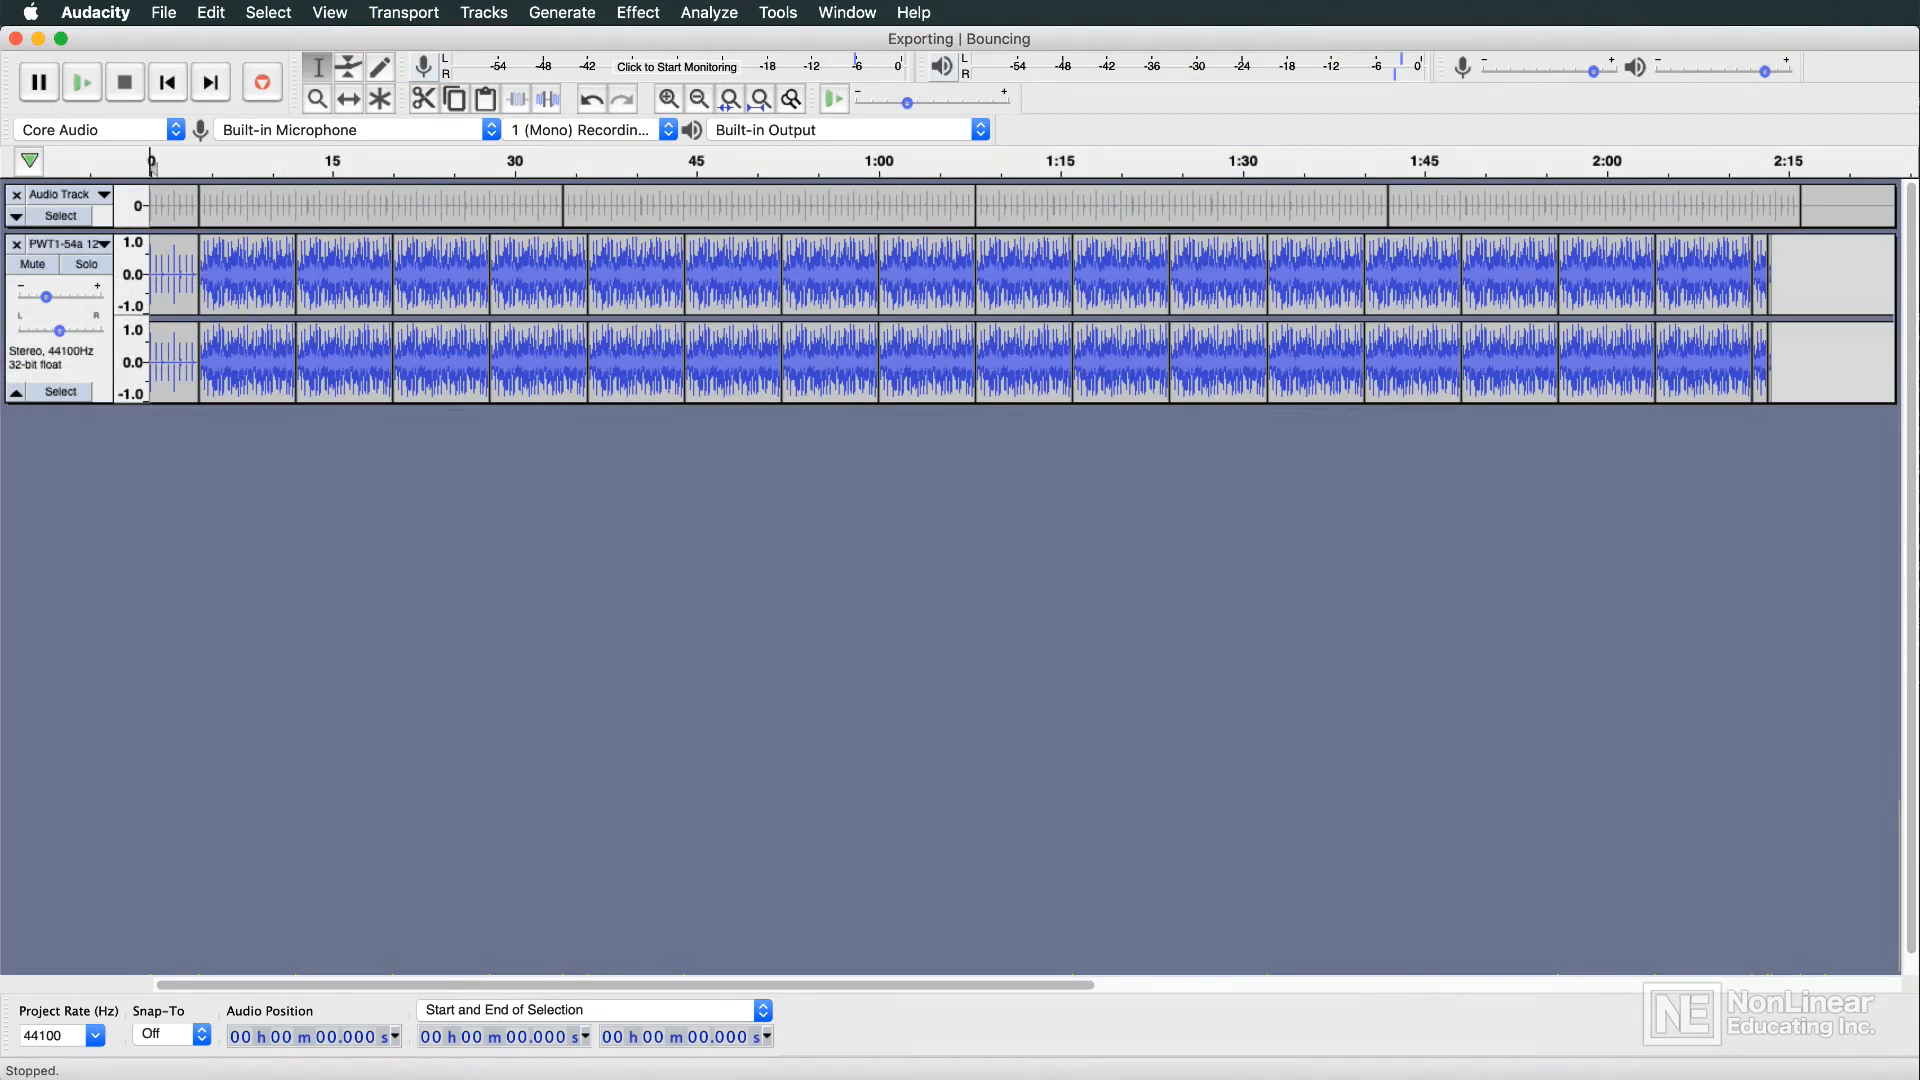 Audacity File Edit Select View Transport Tracks Generate Effect Analyze Tools Window Help
Exporting | Bouncing
L R -54 -48 -42 Click to Start Monitoring -18 -12 -6 0 L R -54 -48 -42 -36 -30 -24 -18 -12 -6 0 - + - +
- +
Core Audio Built-in Microphone 1 (Mono) Recordin... Built-in Output
0 15 30 45 1:00 1:15 1:30 1:45 2:00 2:15
Audio Track
Select 0
PWT1-54a 12 1.0
Mute Solo 0.0
- +
-1.0
L R
1.0
Stereo, 44100Hz
32-bit float 0.0
Select -1.0
Project Rate (Hz) Snap-To Audio Position Start and End of Selection
44100 Off 00 h 00 m 00.000 s 00 h 00 m 00.000 s 00 h 00 m 00.000 s
NE NonLinear
Educating Inc.
Stopped.